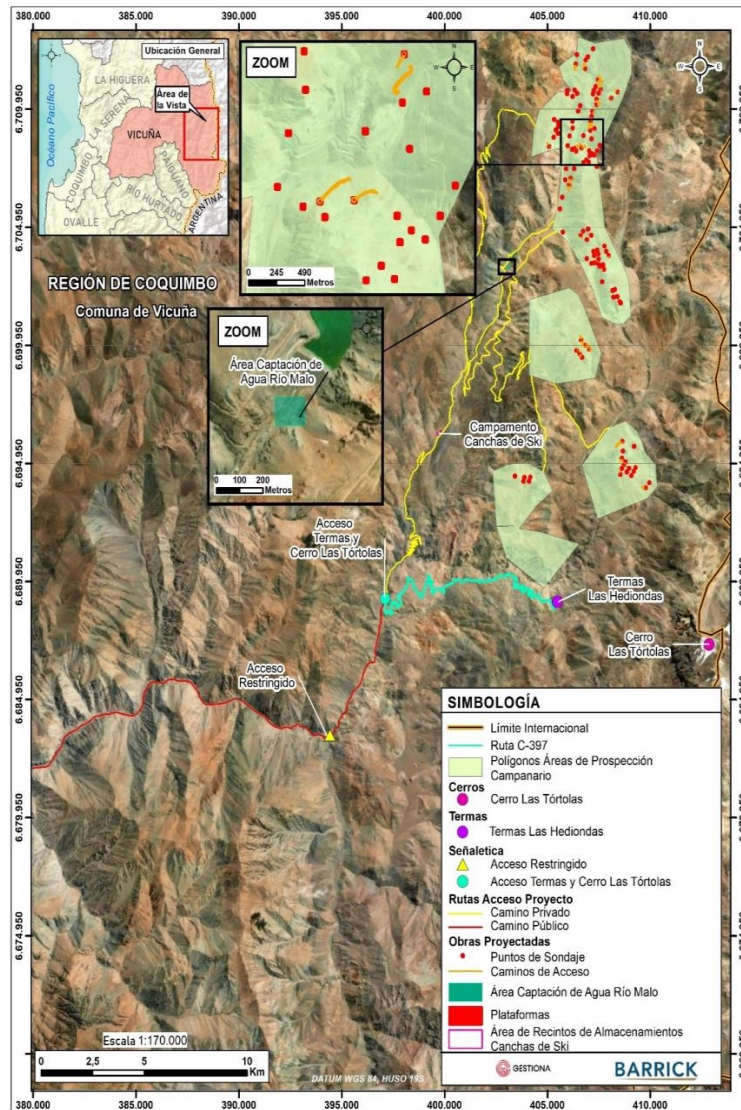 380.000
385.000
390.000
395.000
400.000
405.000
410.000
Ubicación General
Océano Pacífico
LA HIGUERA
LA SERENA
Área de
la Vista
VICUÑA
COQUIMBO
PAIGUANO
RIO HURTADO
OVALLE
ARGENTINA
ZOOM
0 245 490
Metros
6.709.950
6.704.950
6.699.950
6.694.950
6.689.950
6.684.950
6.679.950
6.674.950
REGIÓN DE COQUIMBO
Comuna de Vicuña
ZOOM
Área Captación de
Agua Río Malo
0 100 200
Metros
Campamento
Canchas de Ski
Acceso
Termas y
Cerro Las Tórtolas
Termas
Las Hediondas
Cerro
Las Tórtolas
Acceso
Restringido
SIMBOLOGÍA
Límite Internacional
Ruta C-397
Polígonos Áreas de Prospección
Campanario
Cerros
Cerro Las Tórtolas
Termas
Termas Las Hediondas
Señaletica
Acceso Restringido
Acceso Termas y Cerro Las Tórtolas
Rutas Acceso Proyecto
Camino Privado
Camino Público
Obras Proyectadas
Puntos de Sondaje
Caminos de Acceso
Área Captación de Agua Río Malo
Plataformas
Área de Recintos de Almacenamientos
Canchas de Ski
GESTIONA
BARRICK
Escala 1:170.000
0 2,5 5 10
Km
DATUM WGS 84, HUSO 19S
380.000
385.000
390.000
395.000
400.000
405.000
410.000